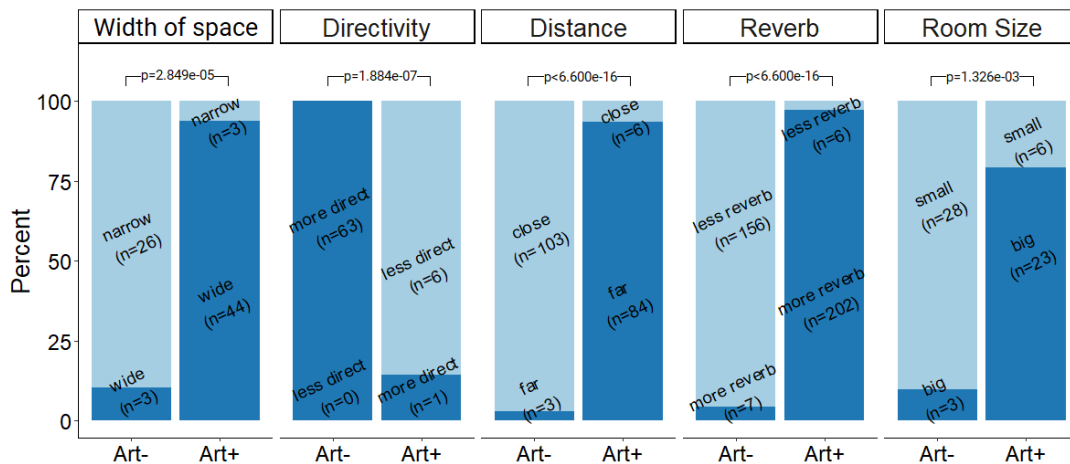 Width of space
Directivity
Distance
Reverb
Room Size
p=2.849e-05
p=1.884e-07
p<6.600e-16
p<6.600e-16
p=1.326e-03
Percent
100
75
50
25
0
narrow
(n=26)
wide
(n=3)
narrow
(n=3)
wide
(n=44)
more direct
(n=63)
less direct
(n=0)
less direct
(n=6)
more direct
(n=1)
close
(n=103)
far
(n=3)
close
(n=6)
far
(n=84)
less reverb
(n=156)
more reverb
(n=7)
less reverb
(n=6)
more reverb
(n=202)
small
(n=28)
big
(n=3)
small
(n=6)
big
(n=23)
Art-
Art+
Art-
Art+
Art-
Art+
Art-
Art+
Art-
Art+